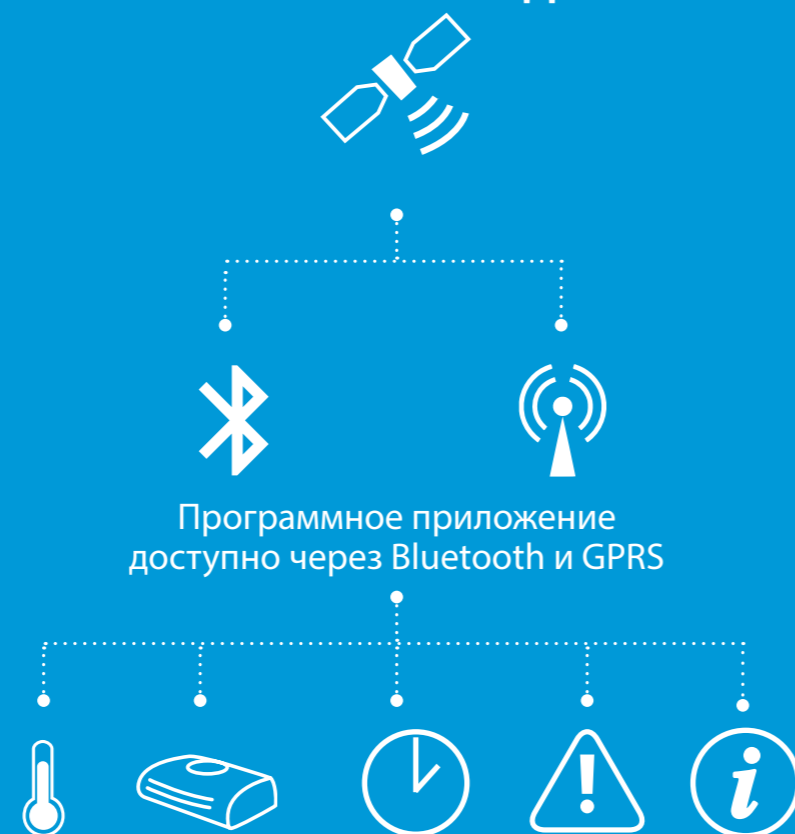 Программное приложение
доступно через Bluetooth и GPRS